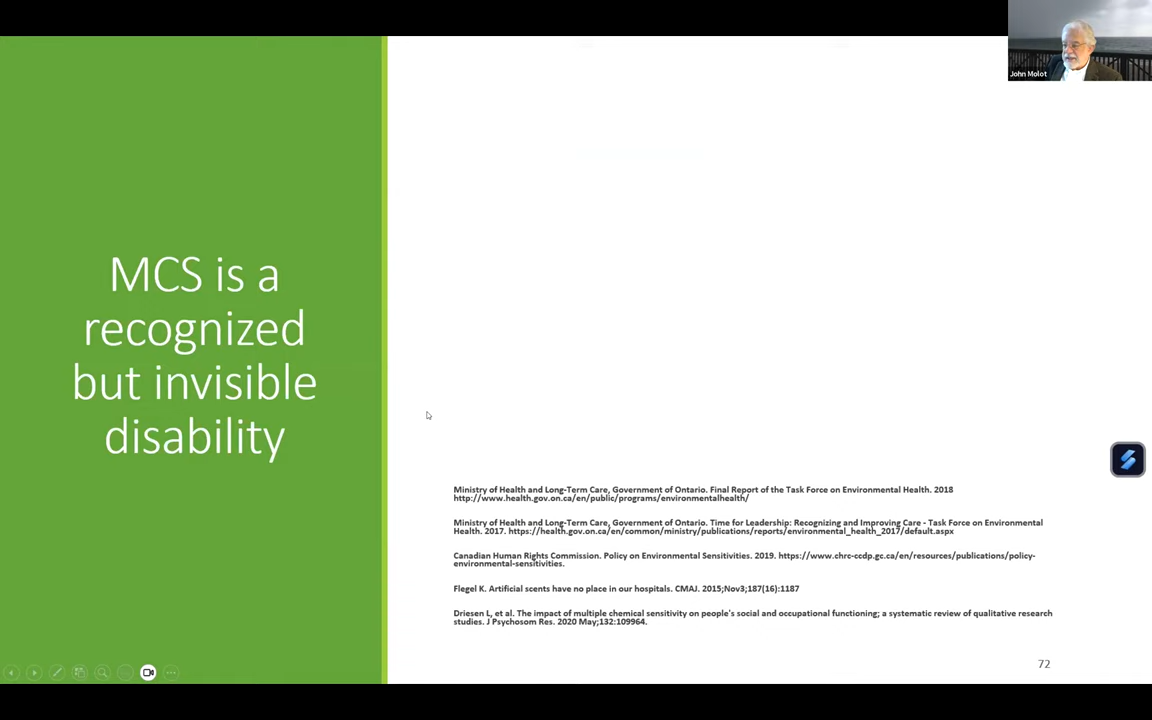 John Molot
MCS is a
recognized
but invisible
disability
Ministry of Health and Long-Term Care, Government of Ontario. Final Report of the Task Force on Environmental Health. 2018
http://www.health.gov.on.ca/en/public/programs/environmentalhealth/
Ministry of Health and Long-Term Care, Government of Ontario. Time for Leadership: Recognizing and Improving Care - Task Force on Environmental
Health. 2017. https://health.gov.on.ca/en/common/ministry/publications/reports/environmental_health_2017/default.aspx
Canadian Human Rights Commission. Policy on Environmental Sensitivities. 2019. https://www.chrc-ccdp.gc.ca/en/resources/publications/policy-
environmental-sensitivities.
Flegel K. Artificial scents have no place in our hospitals. CMAJ. 2015;Nov3;187(16):1187
Driesen L, et al. The impact of multiple chemical sensitivity on people's social and occupational functioning; a systematic review of qualitative research
studies. J Psychosom Res. 2020 May;132:109964.
72